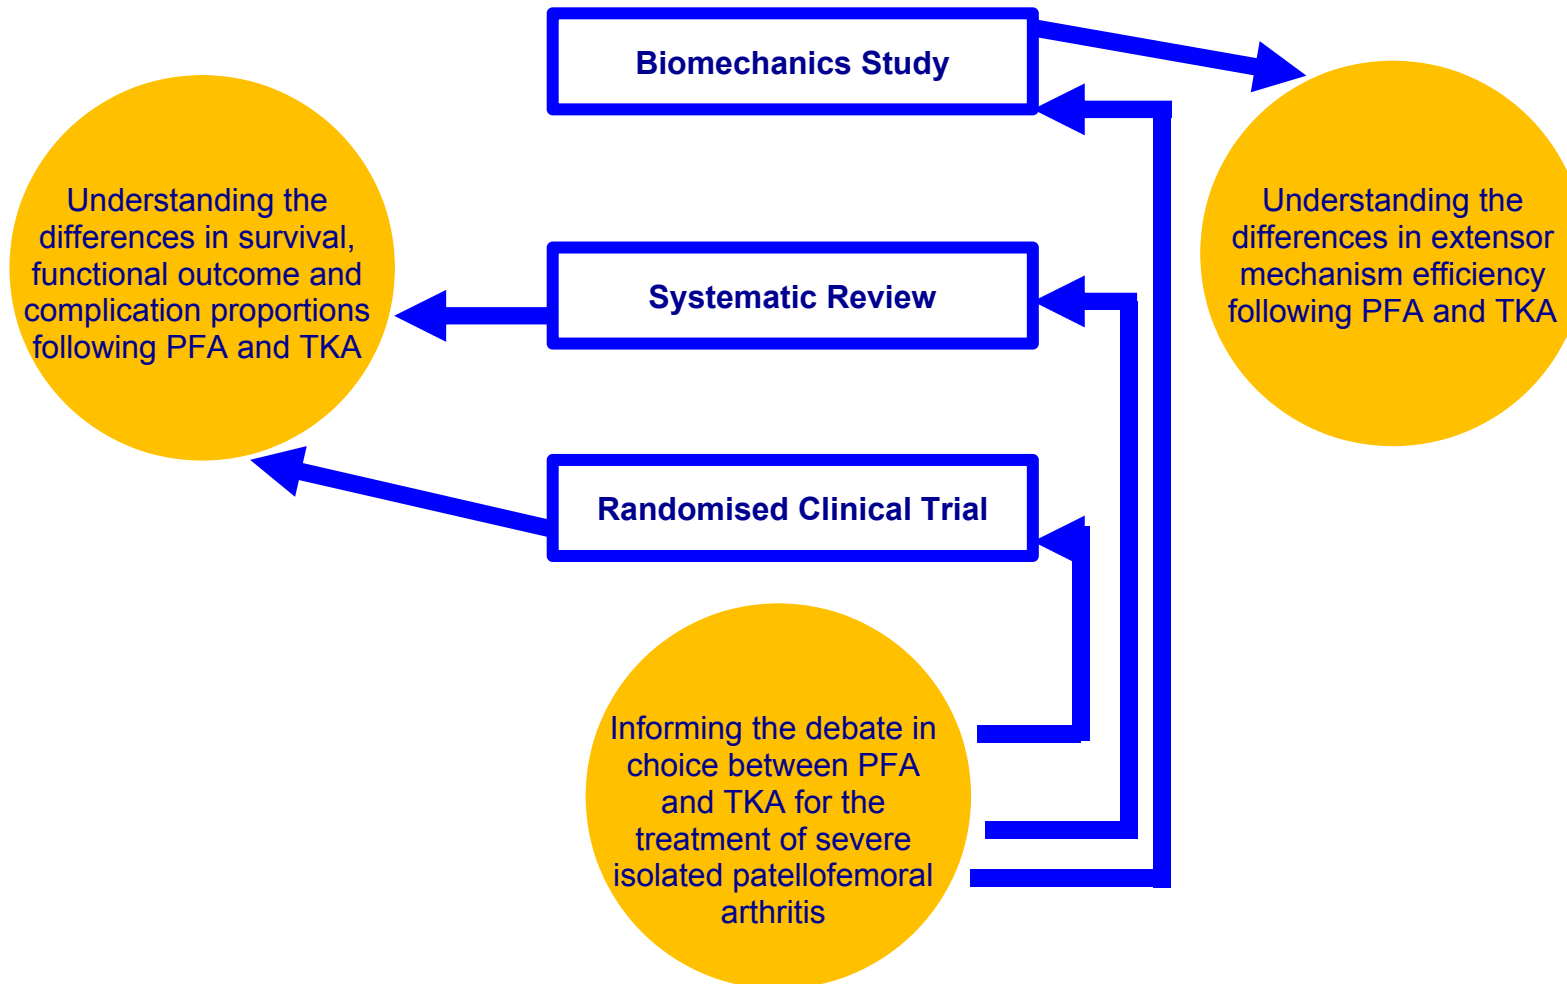 Biomechanics Study
Understanding the
differences in survival,
functional outcome and
complication proportions
following PFA and TKA
Understanding the
differences in extensor
mechanism efficiency
following PFA and TKA
Systematic Review
Randomised Clinical Trial
Informing the debate in
choice between PFA
and TKA for the
treatment of severe
isolated patellofemoral
arthritis